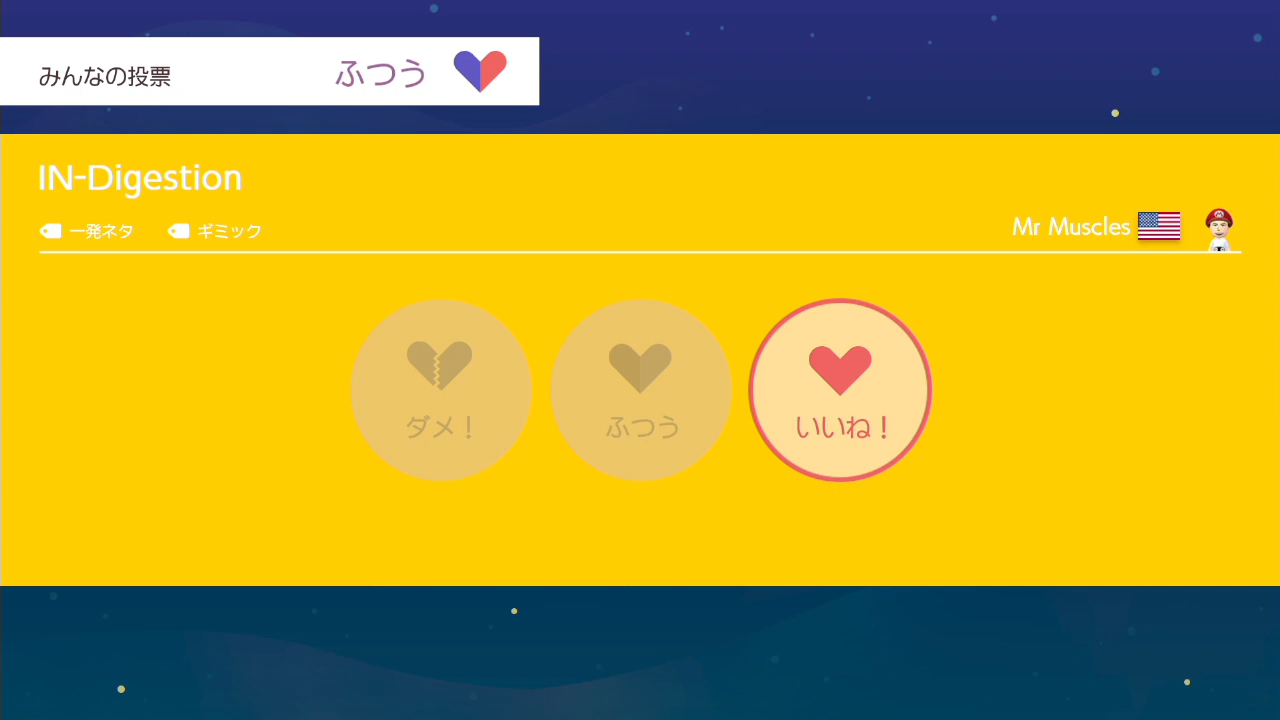 みんなの投票 ふつう
IN-Digestion
一発ネタ ギミック Mr Muscles
ダメ! ふつう いいね!